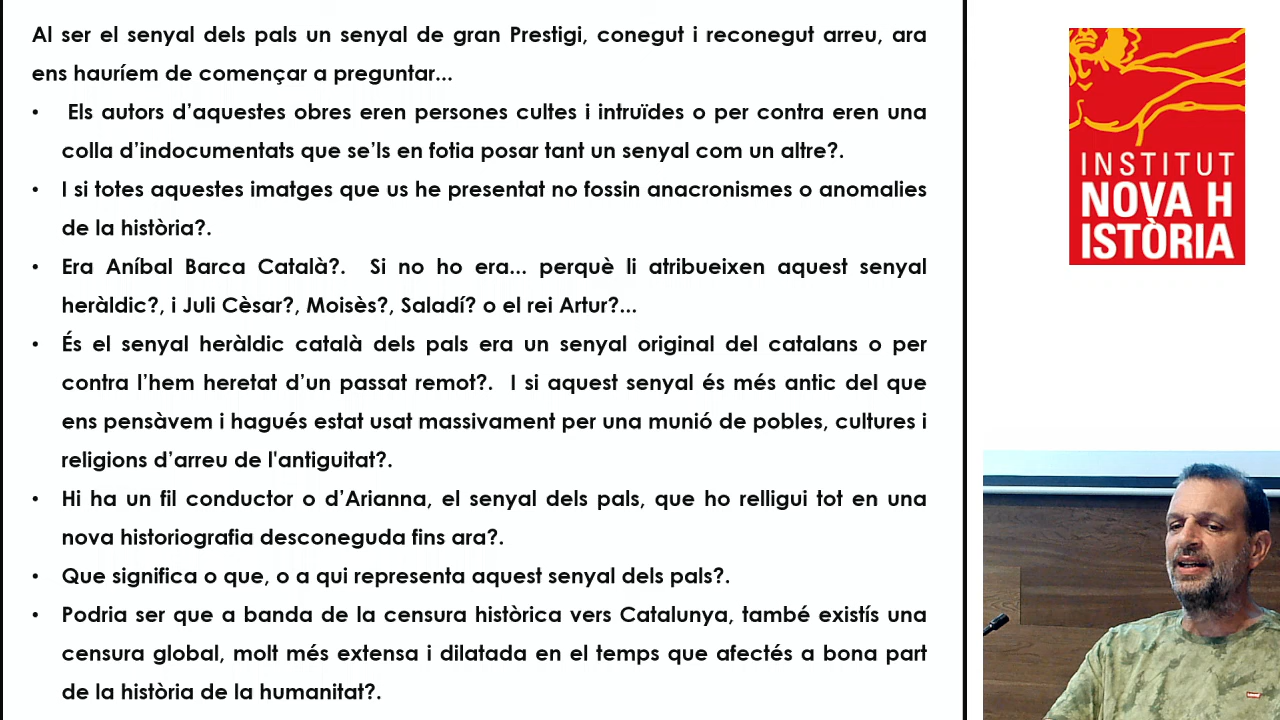 Al ser el senyal dels pals un senyal de gran Prestigi, conegut i reconegut arreu, ara
ens hauríem de començar a preguntar...
• Els autors d’aquestes obres eren persones cultes i intruïdes o per contra eren una
colla d’indocumentats que se’ls en fotia posar tant un senyal com un altre?.
• I si totes aquestes imatges que us he presentat no fossin anacronismes o anomalies
de la història?.
• Era Aníbal Barca Català?. Si no ho era... perquè li atribueixen aquest senyal
heràldic?, i Juli Cèsar?, Moisès?, Saladí? o el rei Artur?...
• És el senyal heràldic català dels pals era un senyal original del catalans o per
contra l’hem heretat d’un passat remot?. I si aquest senyal és més antic del que
ens pensàvem i hagués estat usat massivament per una munió de pobles, cultures i
religions d’arreu de l'antiguitat?.
• Hi ha un fil conductor o d’Arianna, el senyal dels pals, que ho relligui tot en una
nova historiografia desconeguda fins ara?.
• Que significa o que, o a qui representa aquest senyal dels pals?.
• Podria ser que a banda de la censura històrica vers Catalunya, també existís una
censura global, molt més extensa i dilatada en el temps que afectés a bona part
de la història de la humanitat?.
INSTITUT
NOVA H
ISTÒRIA